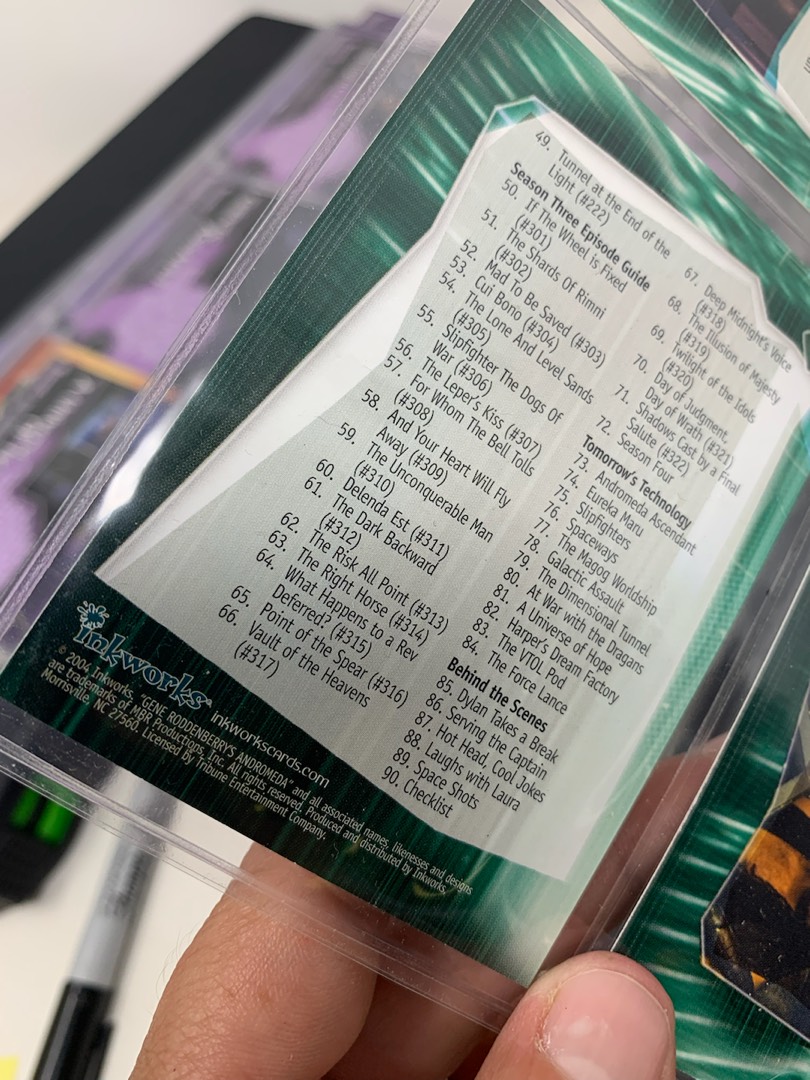 49. Tunnel at the End of the
Light (#222)
Season Three Episode Guide
50. If The Wheel is Fixed
(#301)
51. The Shards Of Rimni
(#302)
52. Mad To Be Saved (#303)
53. Cui Bono (#304)
54. The Lone And Level Sands
(#305)
55. Slipfighter The Dogs Of
War (#306)
56. The Leper's Kiss (#307)
57. For Whom The Bell Tolls
(#308)
58. And Your Heart Will Fly
Away (#309)
59. The Unconquerable Man
(#310)
60. Delenda Est (#311)
61. The Dark Backward
(#312)
62. The Risk All Point (#313)
63. The Right Horse (#314)
64. What Happens to a Rev
Deferred? (#315)
65. Point of the Spear (#316)
66. Vault of the Heavens
(#317)
67. Deep Midnight's Voice
(#318)
68. The Illusion of Majesty
(#319)
69. Twilight of the Idols
(#320)
70. Day of Judgment,
Day of Wrath (#321)
71. Shadows Cast by a Final
Salute (#322)
72. Season Four
Tomorrow's Technology
73. Andromeda Ascendant
74. Eureka Maru
75. Slipfighters
76. Spaceways
77. The Magog Worldship
78. Galactic Assault
79. The Dimensional Tunnel
80. At War with the Dragans
81. A Universe of Hope
82. Harper's Dream Factory
83. The VTOL Pod
84. The Force Lance
Behind the Scenes
85. Dylan Takes a Break
86. Serving the Captain
87. Hot Head, Cool Jokes
88. Laughs with Laura
89. Space Shots
90. Checklist
inkworks
inkworkscards.com
© 2004 Inkworks. "GENE RODDENBERRY'S ANDROMEDA" and all associated names, likenesses and designs
are trademarks of MBR Productions, Inc. All rights reserved. Produced and distributed by Inkworks,
Morrisville, NC 27560. Licensed by Tribune Entertainment Company.